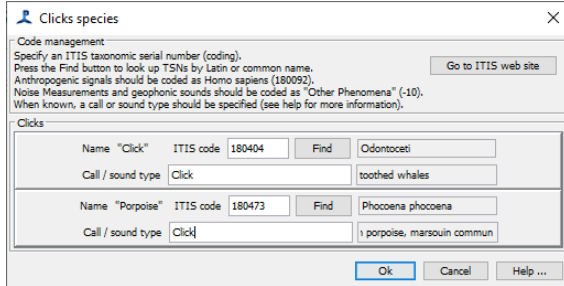 Clicks species
Code management
Specify an ITIS taxonomic serial number (coding).
Press the Find button to look up TSNs by Latin or common name.
Anthropogenic signals should be coded as Homo sapiens (180092).
Noise Measurements and geophonic sounds should be coded as "Other Phenomena" (-10).
When known, a call or sound type should be specified (see help for more information).
Go to ITIS web site
Clicks
Name "Click" ITIS code 180404 Find Odontoceti
Call / sound type Click toothed whales
Name "Porpoise" ITIS code 180473 Find Phocoena phocoena
Call / sound type Click porpoise, marsouin commun
Ok Cancel Help ...